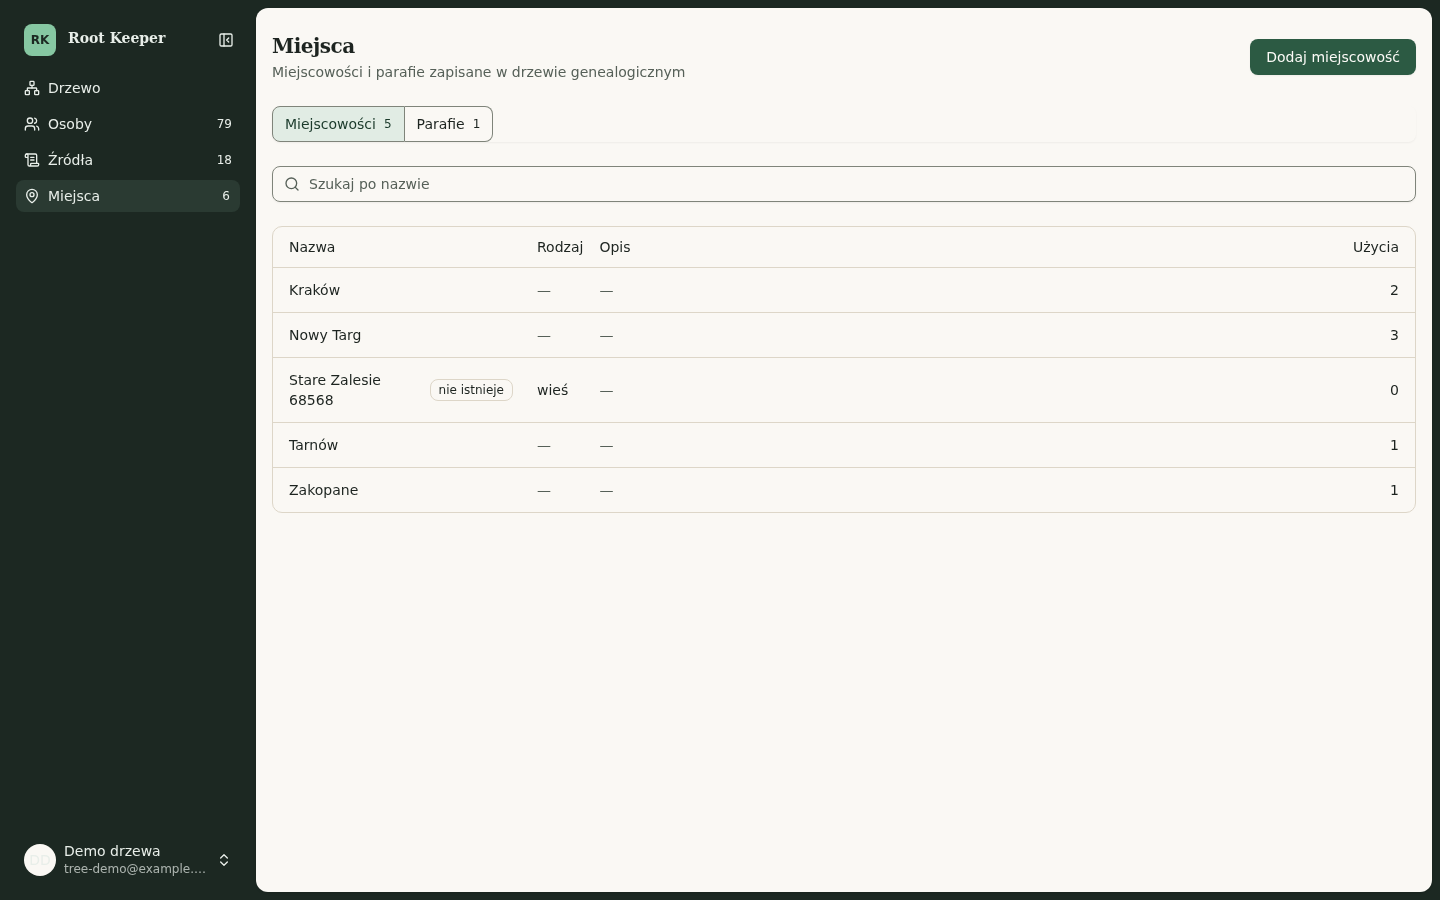 RK Root Keeper
Drzewo
Osoby 79
Źródła 18
Miejsca 6
Miejsca
Miejscowości i parafie zapisane w drzewie genealogicznym
Dodaj miejscowość
Miejscowości 5 Parafie 1
Szukaj po nazwie
Nazwa Rodzaj Opis Użycia
Kraków — — 2
Nowy Targ — — 3
Stare Zalesie
68568 nie istnieje wieś — 0
Tarnów — — 1
Zakopane — — 1
DD Demo drzewa
tree-demo@example....